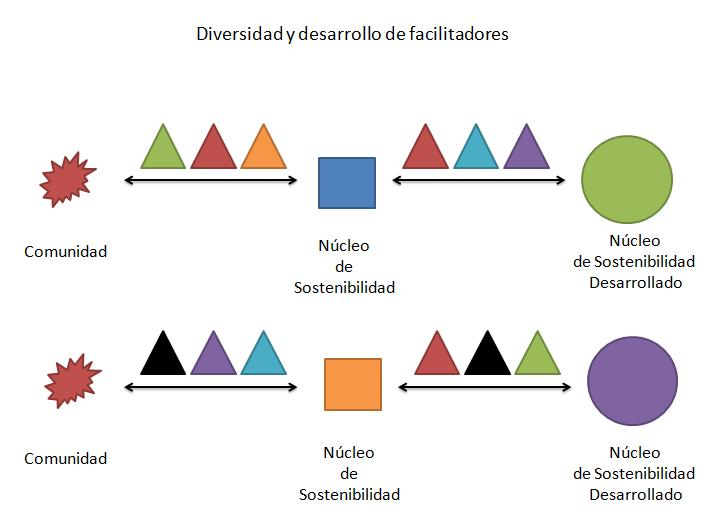 Diversidad y desarrollo de facilitadores
Comunidad
Núcleo
de
Sostenibilidad
Núcleo
de Sostenibilidad
Desarrollado
Comunidad
Núcleo
de
Sostenibilidad
Núcleo
de Sostenibilidad
Desarrollado